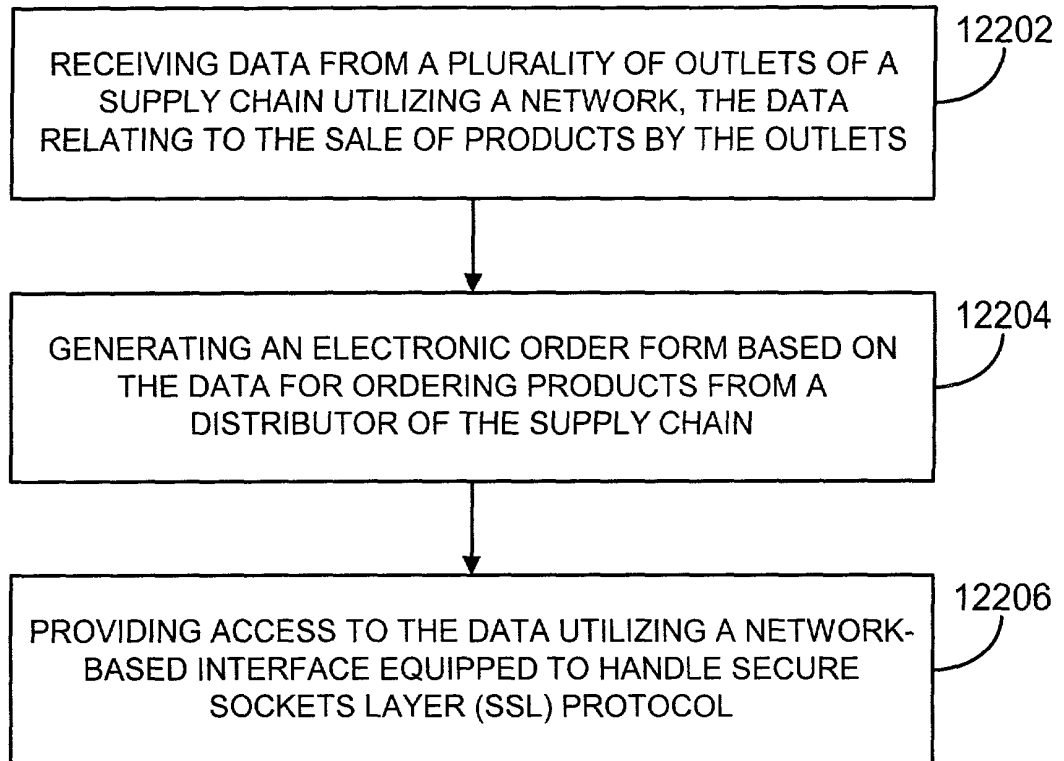 12202
RECEIVING DATA FROM A PLURALITY OF OUTLETS OF A
SUPPLY CHAIN UTILIZING A NETWORK, THE DATA
RELATING TO THE SALE OF PRODUCTS BY THE OUTLETS
12204
GENERATING AN ELECTRONIC ORDER FORM BASED ON
THE DATA FOR ORDERING PRODUCTS FROM A
DISTRIBUTOR OF THE SUPPLY CHAIN
12206
PROVIDING ACCESS TO THE DATA UTILIZING A NETWORK-
BASED INTERFACE EQUIPPED TO HANDLE SECURE
SOCKETS LAYER (SSL) PROTOCOL